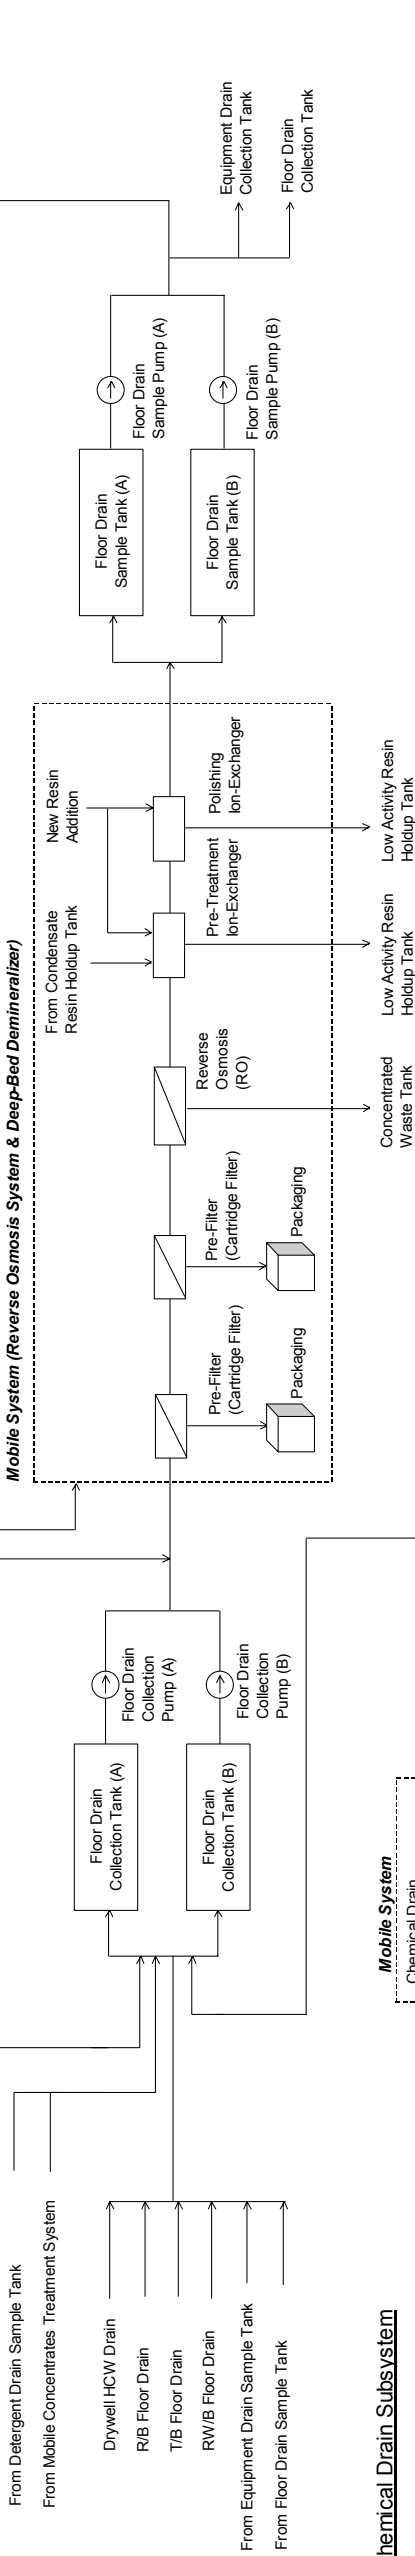 From Detergent Drain Sample Tank
From Mobile Concentrates Treatment System
Drywell HCW Drain
R/B Floor Drain
T/B Floor Drain
RW/B Floor Drain
From Equipment Drain Sample Tank
From Floor Drain Sample Tank
hemical Drain Subsystem
Floor Drain
Collection Tank (A)
Floor Drain
Collection Tank (B)
Floor Drain
Collection
Pump (A)
Floor Drain
Collection
Pump (B)
Mobile System
Chemical Drain
Mobile System (Reverse Osmosis System & Deep-Bed Demineralizer)
Pre-Filter
(Cartridge Filter)
Packaging
Pre-Filter
(Cartridge Filter)
Packaging
Reverse
Osmosis
(RO)
Concentrated
Waste Tank
From Condensate
Resin Holdup Tank
Pre-Treatment
Ion-Exchanger
Low Activity Resin
Holdup Tank
New Resin
Addition
Polishing
Ion-Exchanger
Low Activity Resin
Holdup Tank
Floor Drain
Sample Tank (A)
Floor Drain
Sample Tank (B)
Floor Drain
Sample Pump (A)
Floor Drain
Sample Pump (B)
Equipment Drain
Collection Tank
Floor Drain
Collection Tank